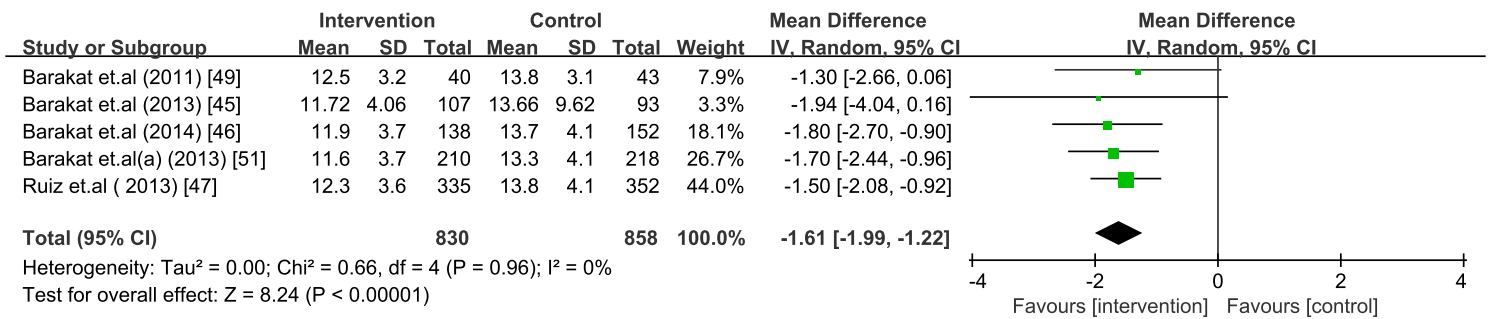 Intervention Control Mean Difference Mean Difference
Study or Subgroup Mean SD Total Mean SD Total Weight IV, Random, 95% CI IV, Random, 95% CI
Barakat et.al (2011) [49] 12.5 3.2 40 13.8 3.1 43 7.9% -1.30 [-2.66, 0.06]
Barakat et.al (2013) [45] 11.72 4.06 107 13.66 9.62 93 3.3% -1.94 [-4.04, 0.16]
Barakat et.al (2014) [46] 11.9 3.7 138 13.7 4.1 152 18.1% -1.80 [-2.70, -0.90]
Barakat et.al(a) (2013) [51] 11.6 3.7 210 13.3 4.1 218 26.7% -1.70 [-2.44, -0.96]
Ruiz et.al ( 2013) [47] 12.3 3.6 335 13.8 4.1 352 44.0% -1.50 [-2.08, -0.92]
Total (95% CI) 830 858 100.0% -1.61 [-1.99, -1.22]
Heterogeneity: Tau² = 0.00; Chi² = 0.66, df = 4 (P = 0.96); I² = 0%
Test for overall effect: Z = 8.24 (P < 0.00001)
-4 -2 0 2 4
Favours [intervention] Favours [control]